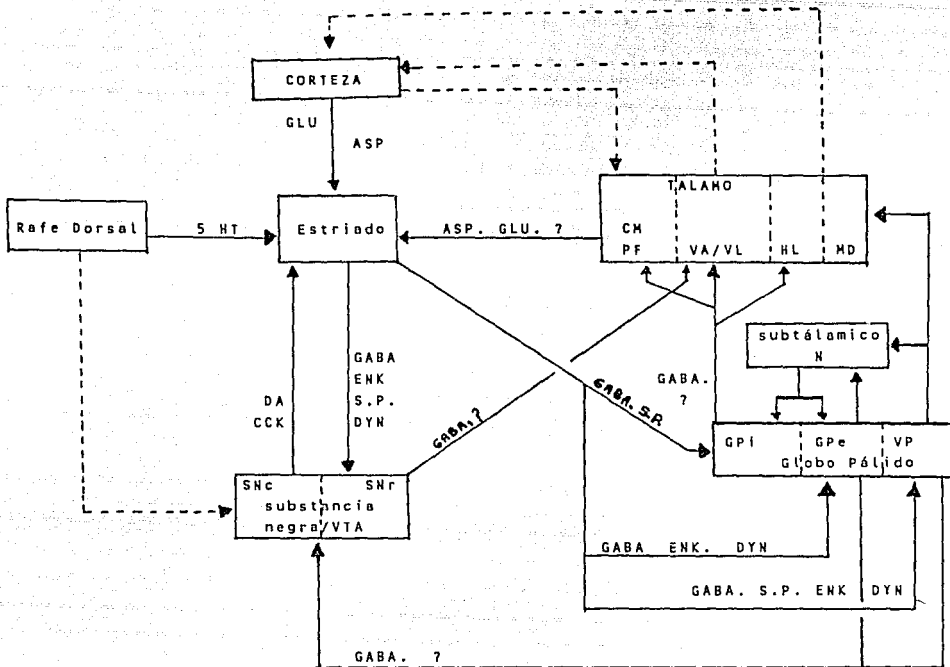 CORTEZA
GLU
ASP
TALAMO
Rafe Dorsal
5 HT
Estriado
ASP. GLU. ?
CM
PF
VA/VL
HL
MD
subtálamico
N
GABA
ENK
S.P.
DYN
DA
CCK
GABA. ?
GABA. S.P.
GABA.
?
GPi
GPe
VP
Globo Pálido
SNc
SNr
substancia
negra/VTA
GABA ENK. DYN
GABA. S.P. ENK DYN
GABA. ?